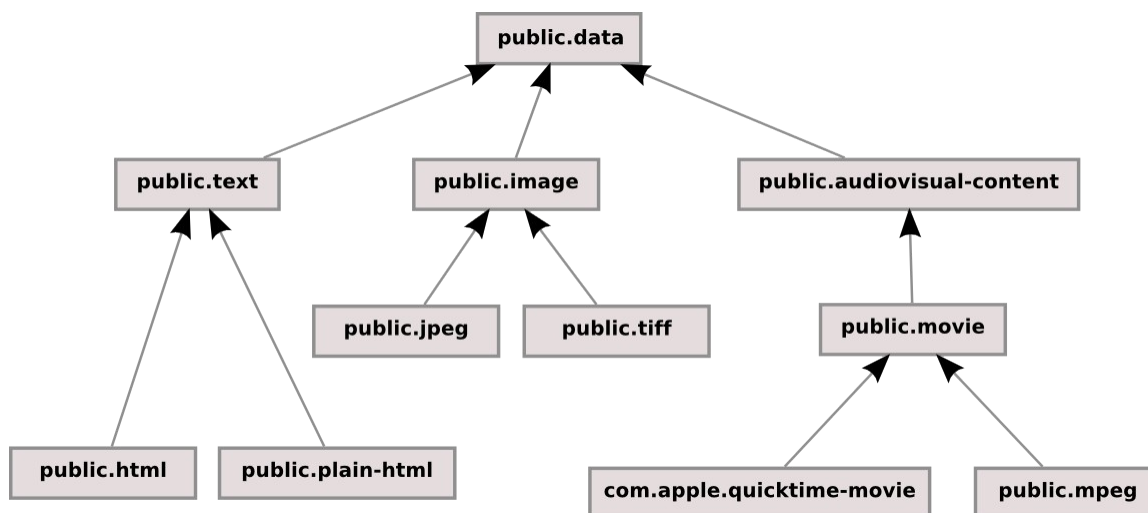 public.data
public.text
public.image
public.audiovisual-content
public.jpeg
public.tiff
public.movie
public.html
public.plain-html
com.apple.quicktime-movie
public.mpeg